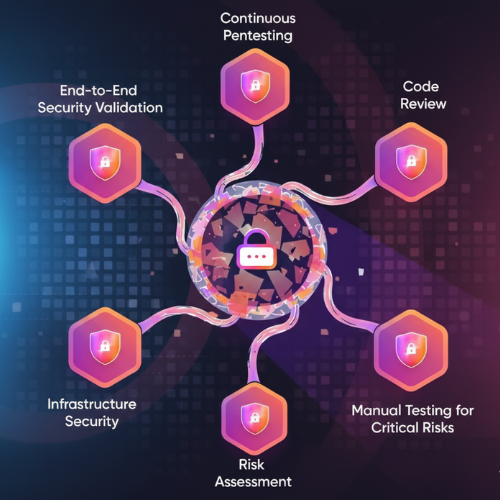 Continuous
Pentesting
End-to-End
Security Validation
Code
Review
Infrastructure
Security
Manual Testing for
Critical Risks
Risk
Assessment